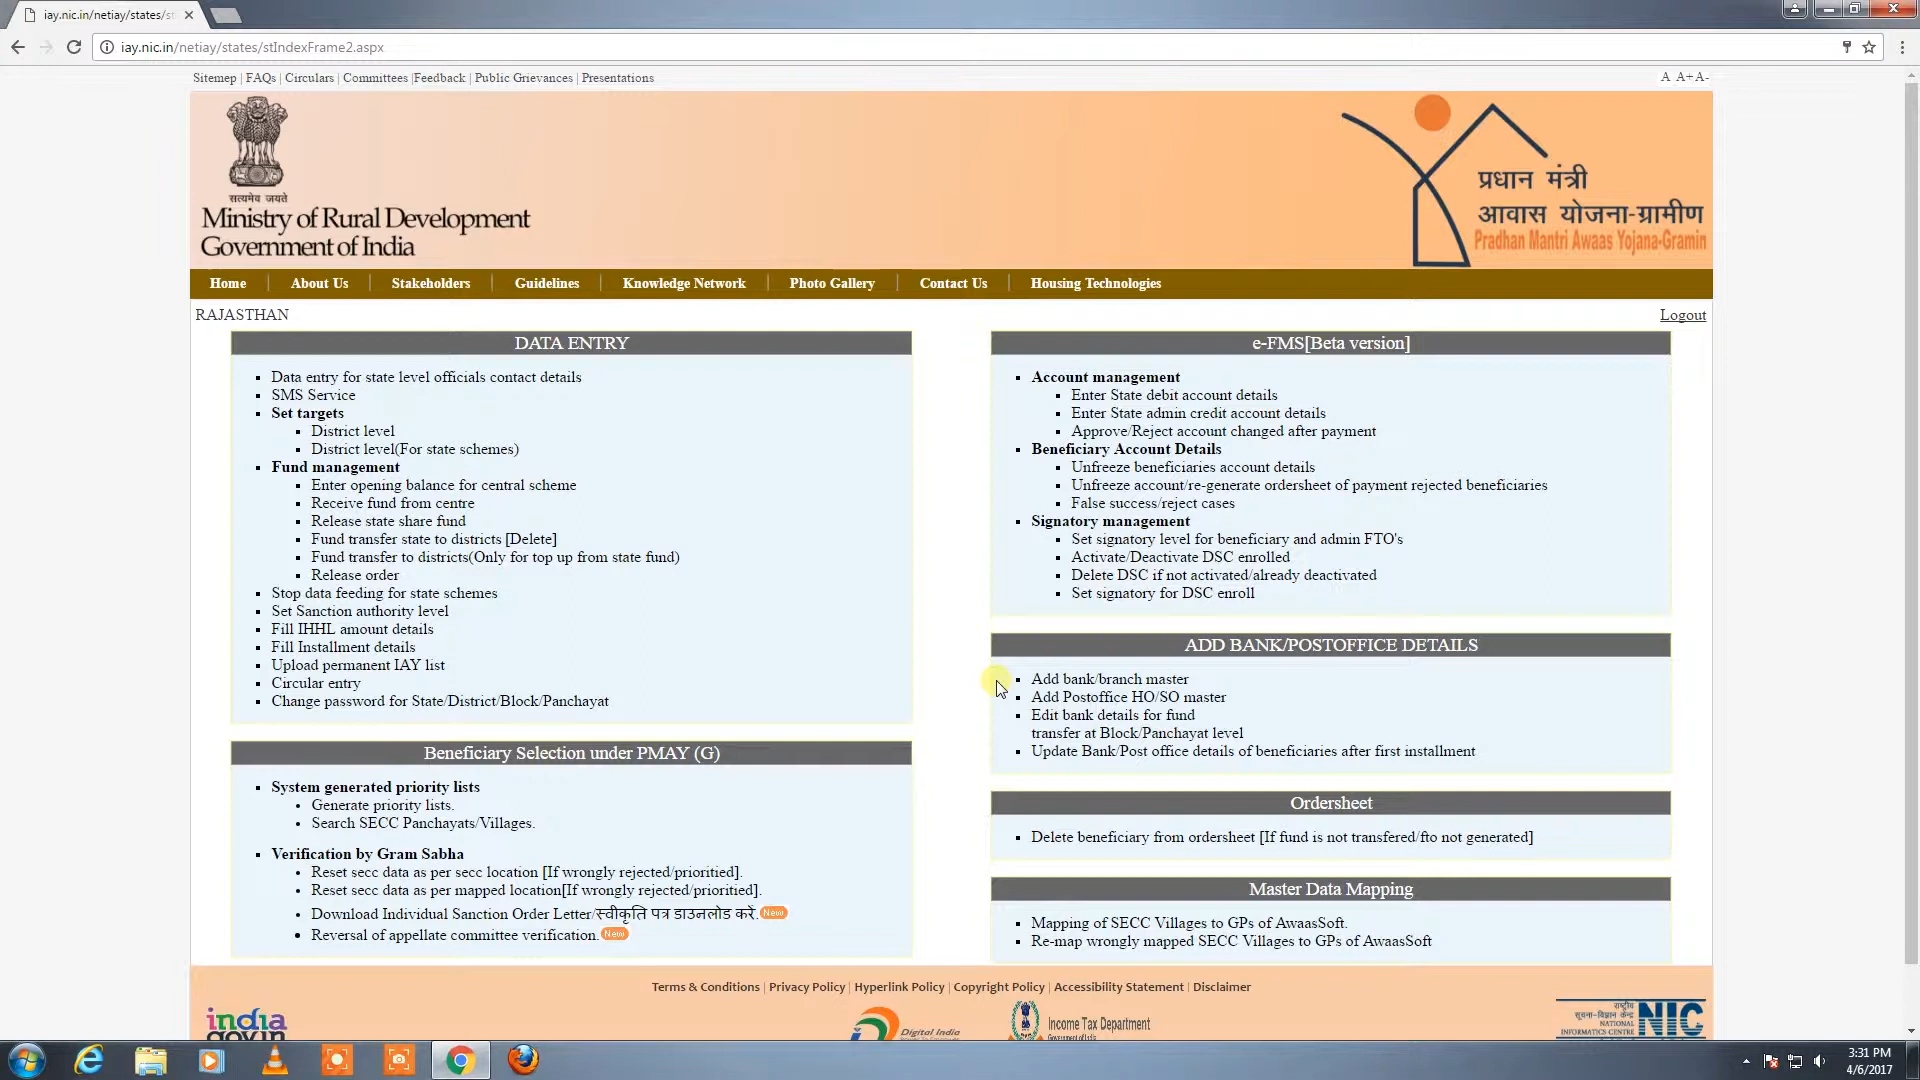 iay.nic.in/netiay/states/st
iay.nic.in/netiay/states/stIndexFrame2.aspx
Sitemep | FAQs | Circulars | Committees |Feedback | Public Grievances | Presentations
A A+A-
सत्यमेव जयते
Ministry of Rural Development
Government of India
प्रधान मंत्री
आवास योजना-ग्रामीण
Pradhan Mantri Awaas Yojana-Gramin
Home About Us Stakeholders Guidelines Knowledge Network Photo Gallery Contact Us Housing Technologies
RAJASTHAN
Logout
DATA ENTRY
Data entry for state level officials contact details
SMS Service
Set targets
District level
District level(For state schemes)
Fund management
Enter opening balance for central scheme
Receive fund from centre
Release state share fund
Fund transfer state to districts [Delete]
Fund transfer to districts(Only for top up from state fund)
Release order
Stop data feeding for state schemes
Set Sanction authority level
Fill IHHL amount details
Fill Installment details
Upload permanent IAY list
Circular entry
Change password for State/District/Block/Panchayat
Beneficiary Selection under PMAY (G)
System generated priority lists
Generate priority lists.
Search SECC Panchayats/Villages.
Verification by Gram Sabha
Reset secc data as per secc location [If wrongly rejected/prioritied].
Reset secc data as per mapped location[If wrongly rejected/prioritied].
Download Individual Sanction Order Letter/स्वीकृति पत्र डाउनलोड करें. New
Reversal of appellate committee verification. New
e-FMS[Beta version]
Account management
Enter State debit account details
Enter State admin credit account details
Approve/Reject account changed after payment
Beneficiary Account Details
Unfreeze beneficiaries account details
Unfreeze account/re-generate ordersheet of payment rejected beneficiaries
False success/reject cases
Signatory management
Set signatory level for beneficiary and admin FTO's
Activate/Deactivate DSC enrolled
Delete DSC if not activated/already deactivated
Set signatory for DSC enroll
ADD BANK/POSTOFFICE DETAILS
Add bank/branch master
Add Postoffice HO/SO master
Edit bank details for fund
transfer at Block/Panchayat level
Update Bank/Post office details of beneficiaries after first installment
Ordersheet
Delete beneficiary from ordersheet [If fund is not transfered/fto not generated]
Master Data Mapping
Mapping of SECC Villages to GPs of AwaasSoft.
Re-map wrongly mapped SECC Villages to GPs of AwaasSoft
Terms & Conditions | Privacy Policy | Hyperlink Policy | Copyright Policy | Accessibility Statement | Disclaimer
india
gov.in
Digital India
Income Tax Department
Government of India
राष्ट्रीय
सूचना-विज्ञान केन्द्र
NATIONAL
INFORMATICS CENTRE
NIC
3:31 PM
4/6/2017